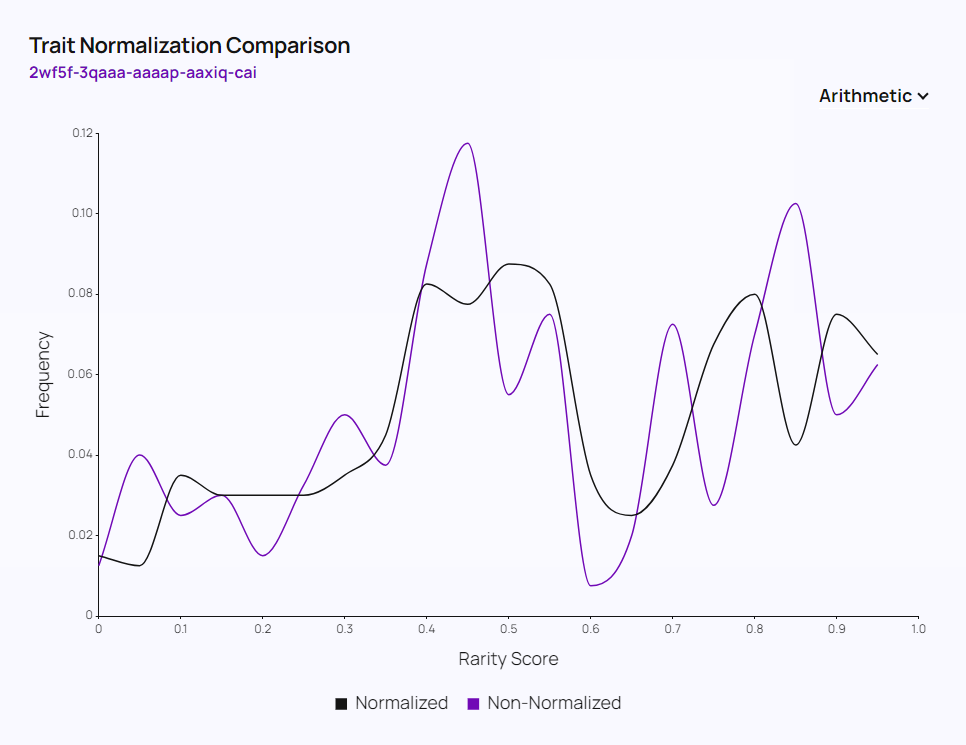 Trait Normalization Comparison
2wf5f-3qaaa-aaaap-aaxiq-cai
Arithmetic
0.12
0.10
0.08
0.06
0.04
0.02
0
Frequency
0 0.1 0.2 0.3 0.4 0.5 0.6 0.7 0.8 0.9 1.0
Rarity Score
Normalized Non-Normalized